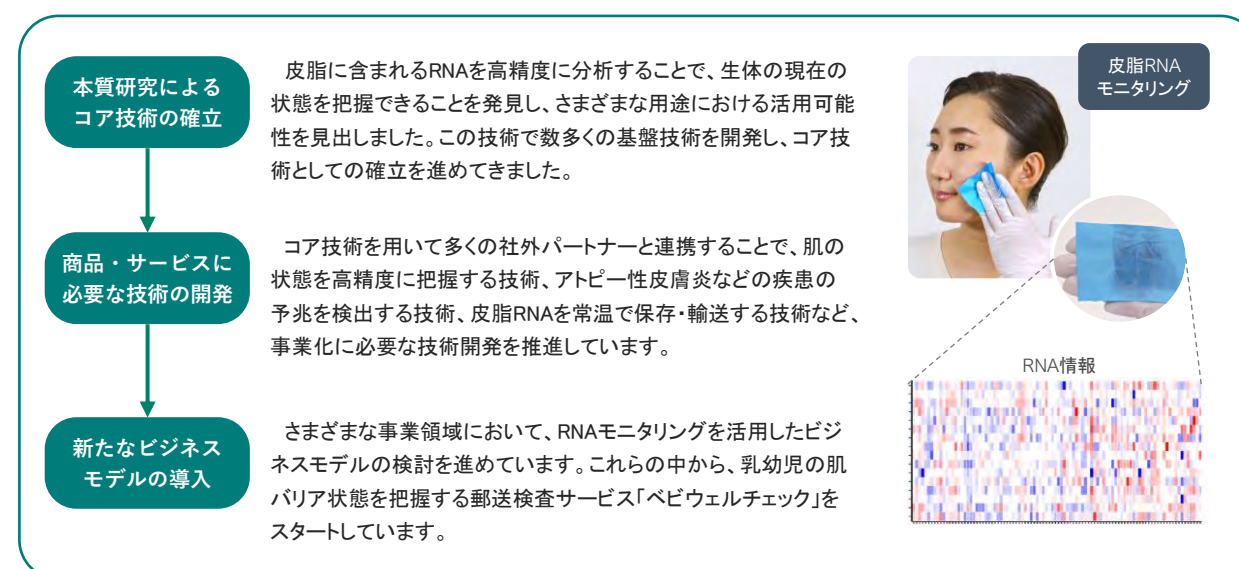 本質研究による
コア技術の確立
皮脂に含まれるRNAを高精度に分析することで、生体の現在の
状態を把握できることを発見し、さまざまな用途における活用可能
性を見出しました。この技術で数多くの基盤技術を開発し、コア技
術としての確立を進めてきました。
商品・サービスに
必要な技術の開発
コア技術を用いて多くの社外パートナーと連携することで、肌の
状態を高精度に把握する技術、アトピー性皮膚炎などの疾患の
予兆を検出する技術、皮脂RNAを常温で保存・輸送する技術など、
事業化に必要な技術開発を推進しています。
新たなビジネス
モデルの導入
さまざまな事業領域において、RNAモニタリングを活用したビジ
ネスモデルの検討を進めています。これらの中から、乳幼児の肌
バリア状態を把握する郵送検査サービス「ベビウェルチェック」を
スタートしています。
皮脂RNA
モニタリング
RNA情報